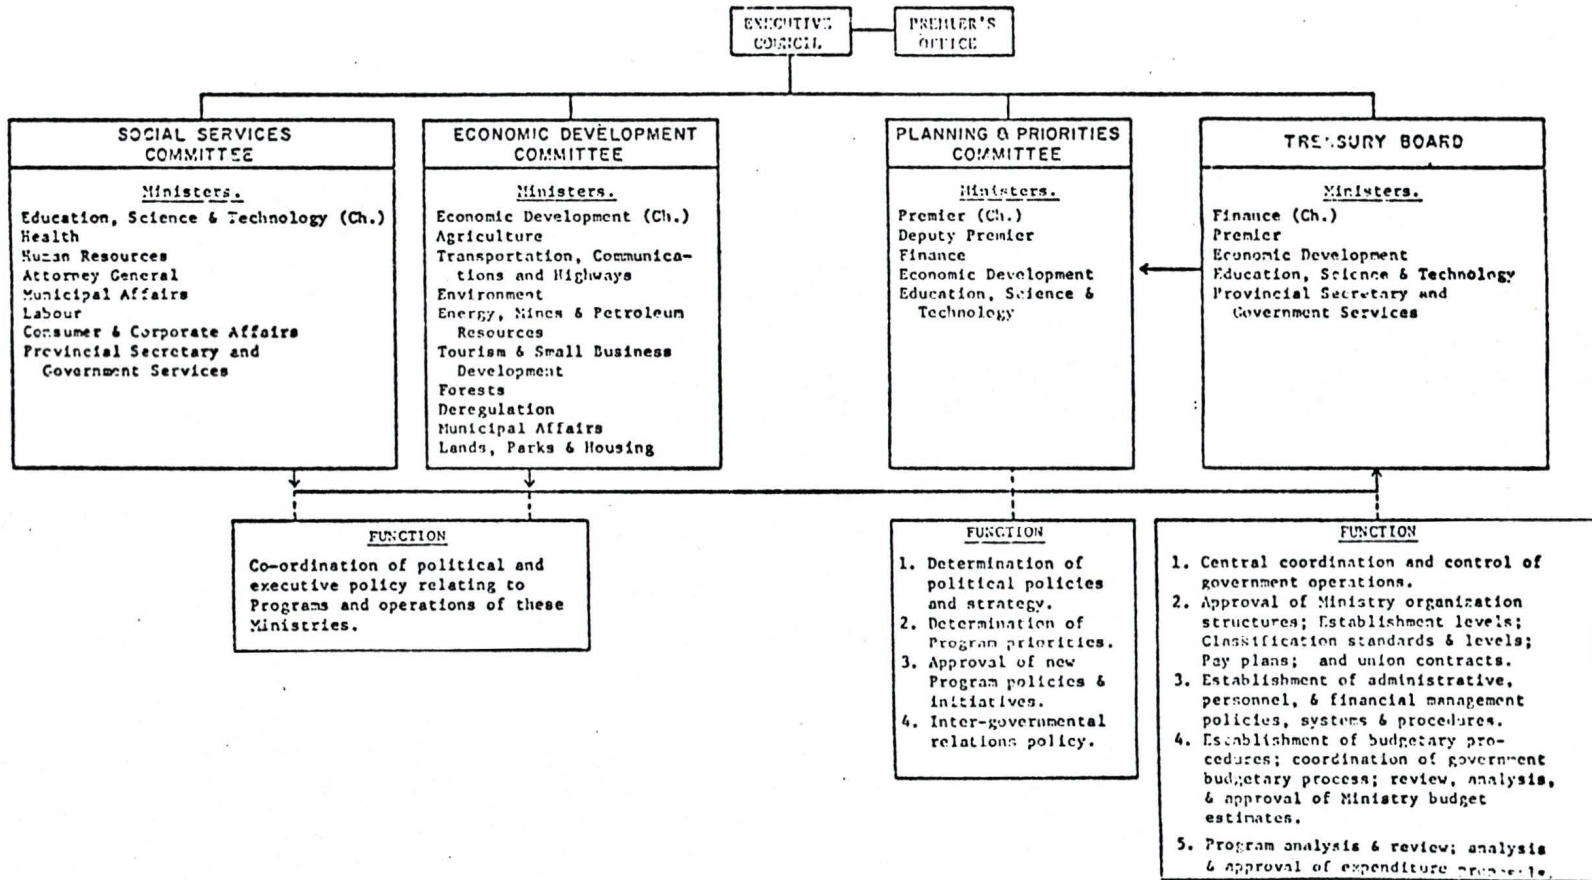 EXECUTIVE
COUNCIL
PREMIER'S
OFFICE
SOCIAL SERVICES
COMMITTEE
Ministers.
Education, Science & Technology (Ch.)
Health
Human Resources
Attorney General
Municipal Affairs
Labour
Consumer & Corporate Affairs
Provincial Secretary and
Government Services
ECONOMIC DEVELOPMENT
COMMITTEE
Ministers.
Economic Development (Ch.)
Agriculture
Transportation, Communica-
tions and Highways
Environment
Energy, Mines & Petroleum
Resources
Tourism & Small Business
Development
Forests
Deregulation
Municipal Affairs
Lands, Parks & Housing
PLANNING & PRIORITIES
COMMITTEE
Ministers.
Premier (Ch.)
Deputy Premier
Finance
Economic Development
Education, Science &
Technology
TREASURY BOARD
Ministers.
Finance (Ch.)
Premier
Economic Development
Education, Science & Technology
Provincial Secretary and
Government Services
FUNCTION
Co-ordination of political and
executive policy relating to
Programs and operations of these
Ministries.
FUNCTION
1. Determination of
political policies
and strategy.
2. Determination of
Program priorities.
3. Approval of new
Program policies &
initiatives.
4. Inter-governmental
relations policy.
FUNCTION
1. Central coordination and control of
government operations.
2. Approval of Ministry organization
structures; Establishment levels;
Classification standards & levels;
Pay plans; and union contracts.
3. Establishment of administrative,
personnel, & financial management
policies, systems & procedures.
4. Establishment of budgetary pro-
cedures; coordination of government
budgetary process; review, analysis,
& approval of Ministry budget
estimates.
5. Program analysis & review; analysis
& approval of expenditure proposals.